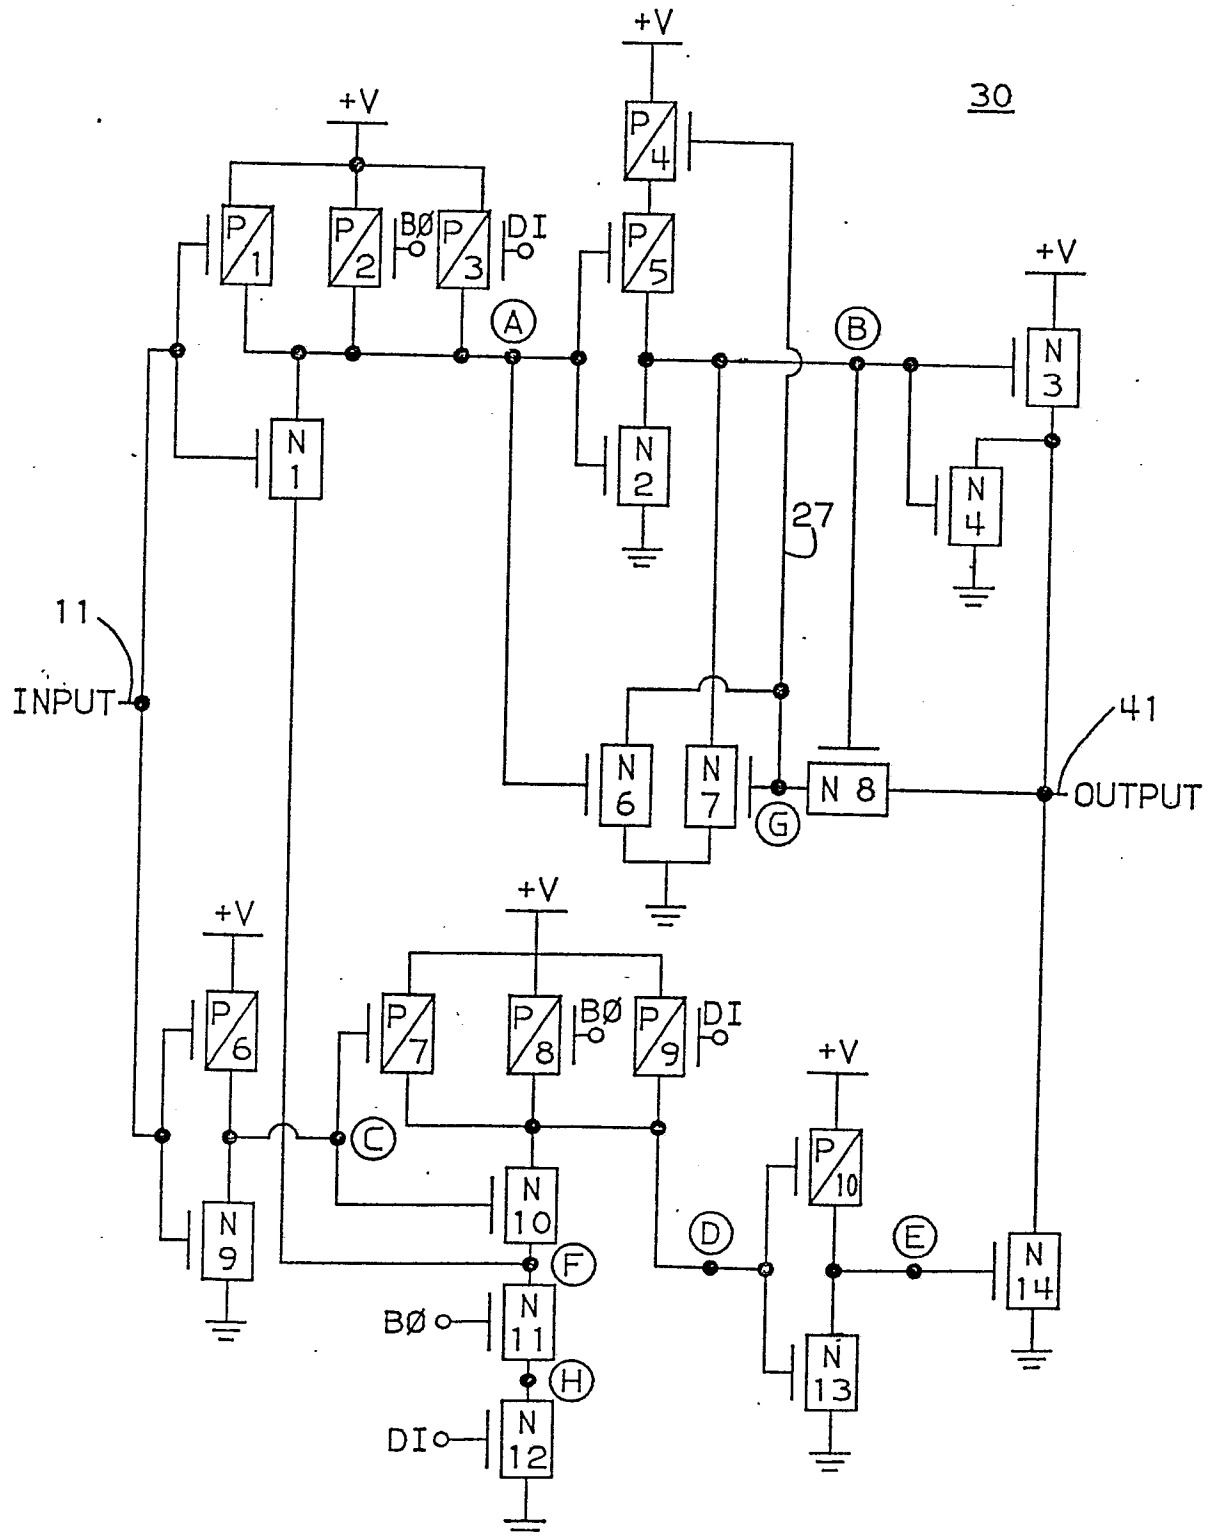 +V
30
+V
P/4
P/1
P/2
BØ
P/3
DI
P/5
+V
A
B
N
3
N
1
N
2
N
4
27
11
INPUT
41
N
6
N
7
N 8
OUTPUT
G
+V
+V
P/6
P/7
P/8
BØ
P/9
DI
+V
C
P/10
N
9
N
10
D
E
F
N
14
BØ
N
11
H
N
13
DI
N
12